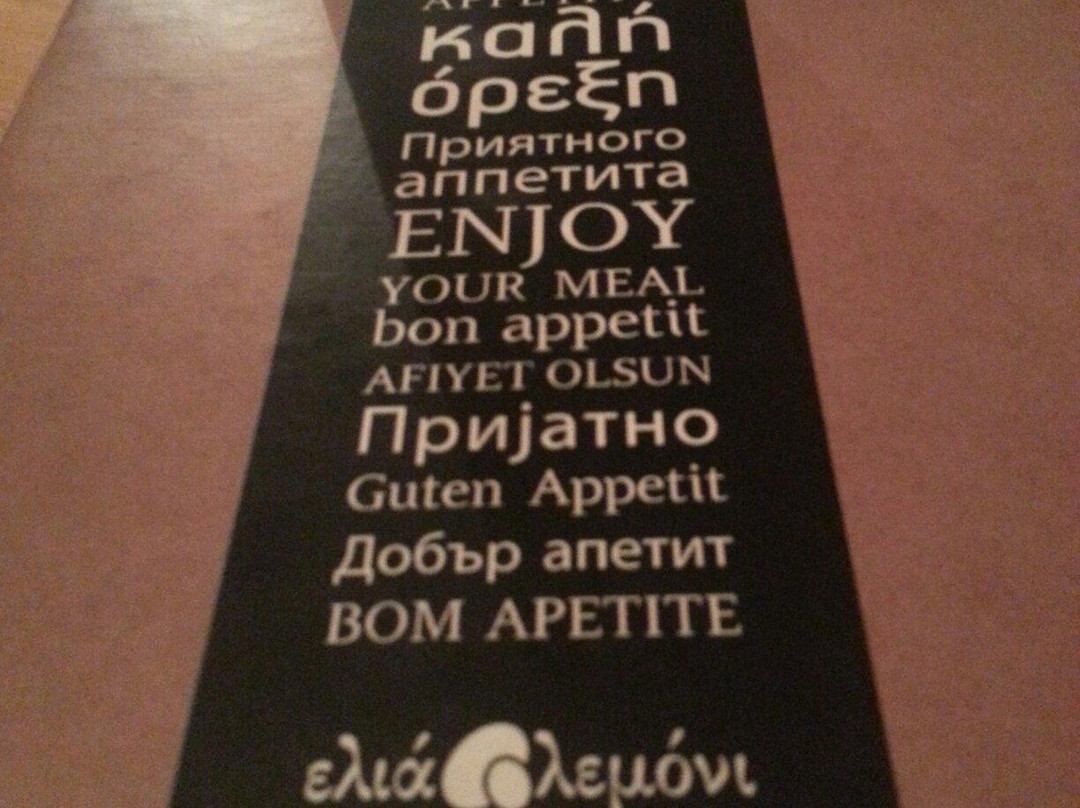 καλή
όρεξη
Приятного
аппетита
ENJOY
YOUR MEAL
bon appetit
AFIYET OLSUN
Пријатно
Guten Appetit
Добър апетит
BOM APETITE
ελιά λεμόνι